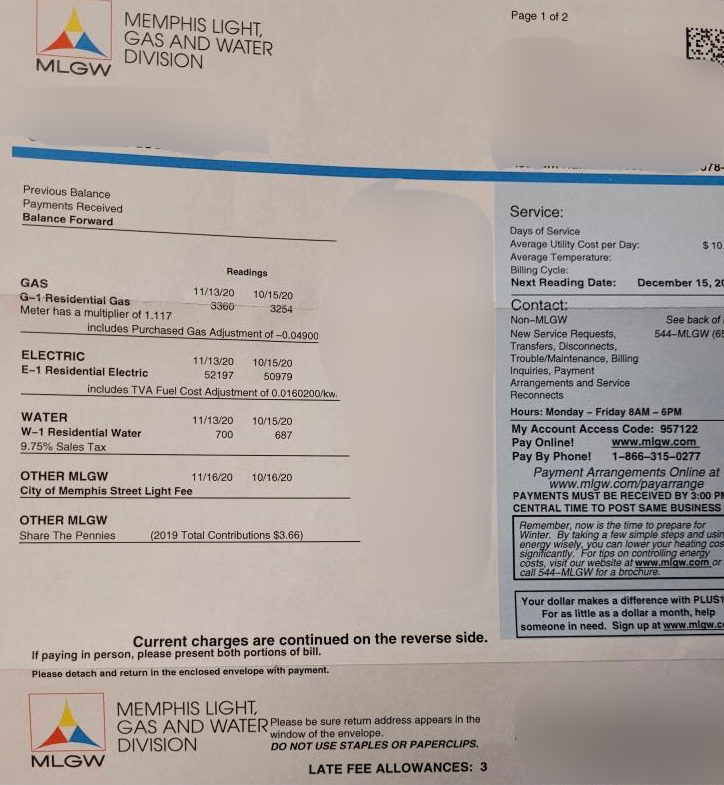 MLGW
MEMPHIS LIGHT,
GAS AND WATER
DIVISION
Page 1 of 2
Previous Balance
Payments Received
Balance Forward
Readings
GAS 11/13/20 10/15/20
G-1 Residential Gas 3360 3254
Meter has a multiplier of 1.117
includes Purchased Gas Adjustment of -0.04900
ELECTRIC 11/13/20 10/15/20
E-1 Residential Electric 52197 50979
includes TVA Fuel Cost Adjustment of 0.0160200/kw.
WATER 11/13/20 10/15/20
W-1 Residential Water 700 687
9.75% Sales Tax
OTHER MLGW 11/16/20 10/16/20
City of Memphis Street Light Fee
OTHER MLGW
Share The Pennies (2019 Total Contributions $3.66)
Current charges are continued on the reverse side.
If paying in person, please present both portions of bill.
Please detach and return in the enclosed envelope with payment.
Service:
Days of Service
Average Utility Cost per Day: $ 10.
Average Temperature:
Billing Cycle:
Next Reading Date: December 15, 20
Contact:
Non-MLGW See back of
New Service Requests, 544-MLGW (65
Transfers, Disconnects,
Trouble/Maintenance, Billing
Inquiries, Payment
Arrangements and Service
Reconnects
Hours: Monday - Friday 8AM - 6PM
My Account Access Code: 957122
Pay Online! www.mlgw.com
Pay By Phone! 1-866-315-0277
Payment Arrangements Online at
www.mlgw.com/payarrange
PAYMENTS MUST BE RECEIVED BY 3:00 PM
CENTRAL TIME TO POST SAME BUSINESS
Remember, now is the time to prepare for
Winter. By taking a few simple steps and usin
energy wisely, you can lower your heating cos
significantly. For tips on controlling energy
costs, visit our website at www.mlgw.com or
call 544-MLGW for a brochure.
Your dollar makes a difference with PLUS1
For as little as a dollar a month, help
someone in need. Sign up at www.mlgw.co
MLGW
MEMPHIS LIGHT,
GAS AND WATER
DIVISION
Please be sure return address appears in the
window of the envelope.
DO NOT USE STAPLES OR PAPERCLIPS.
LATE FEE ALLOWANCES: 3